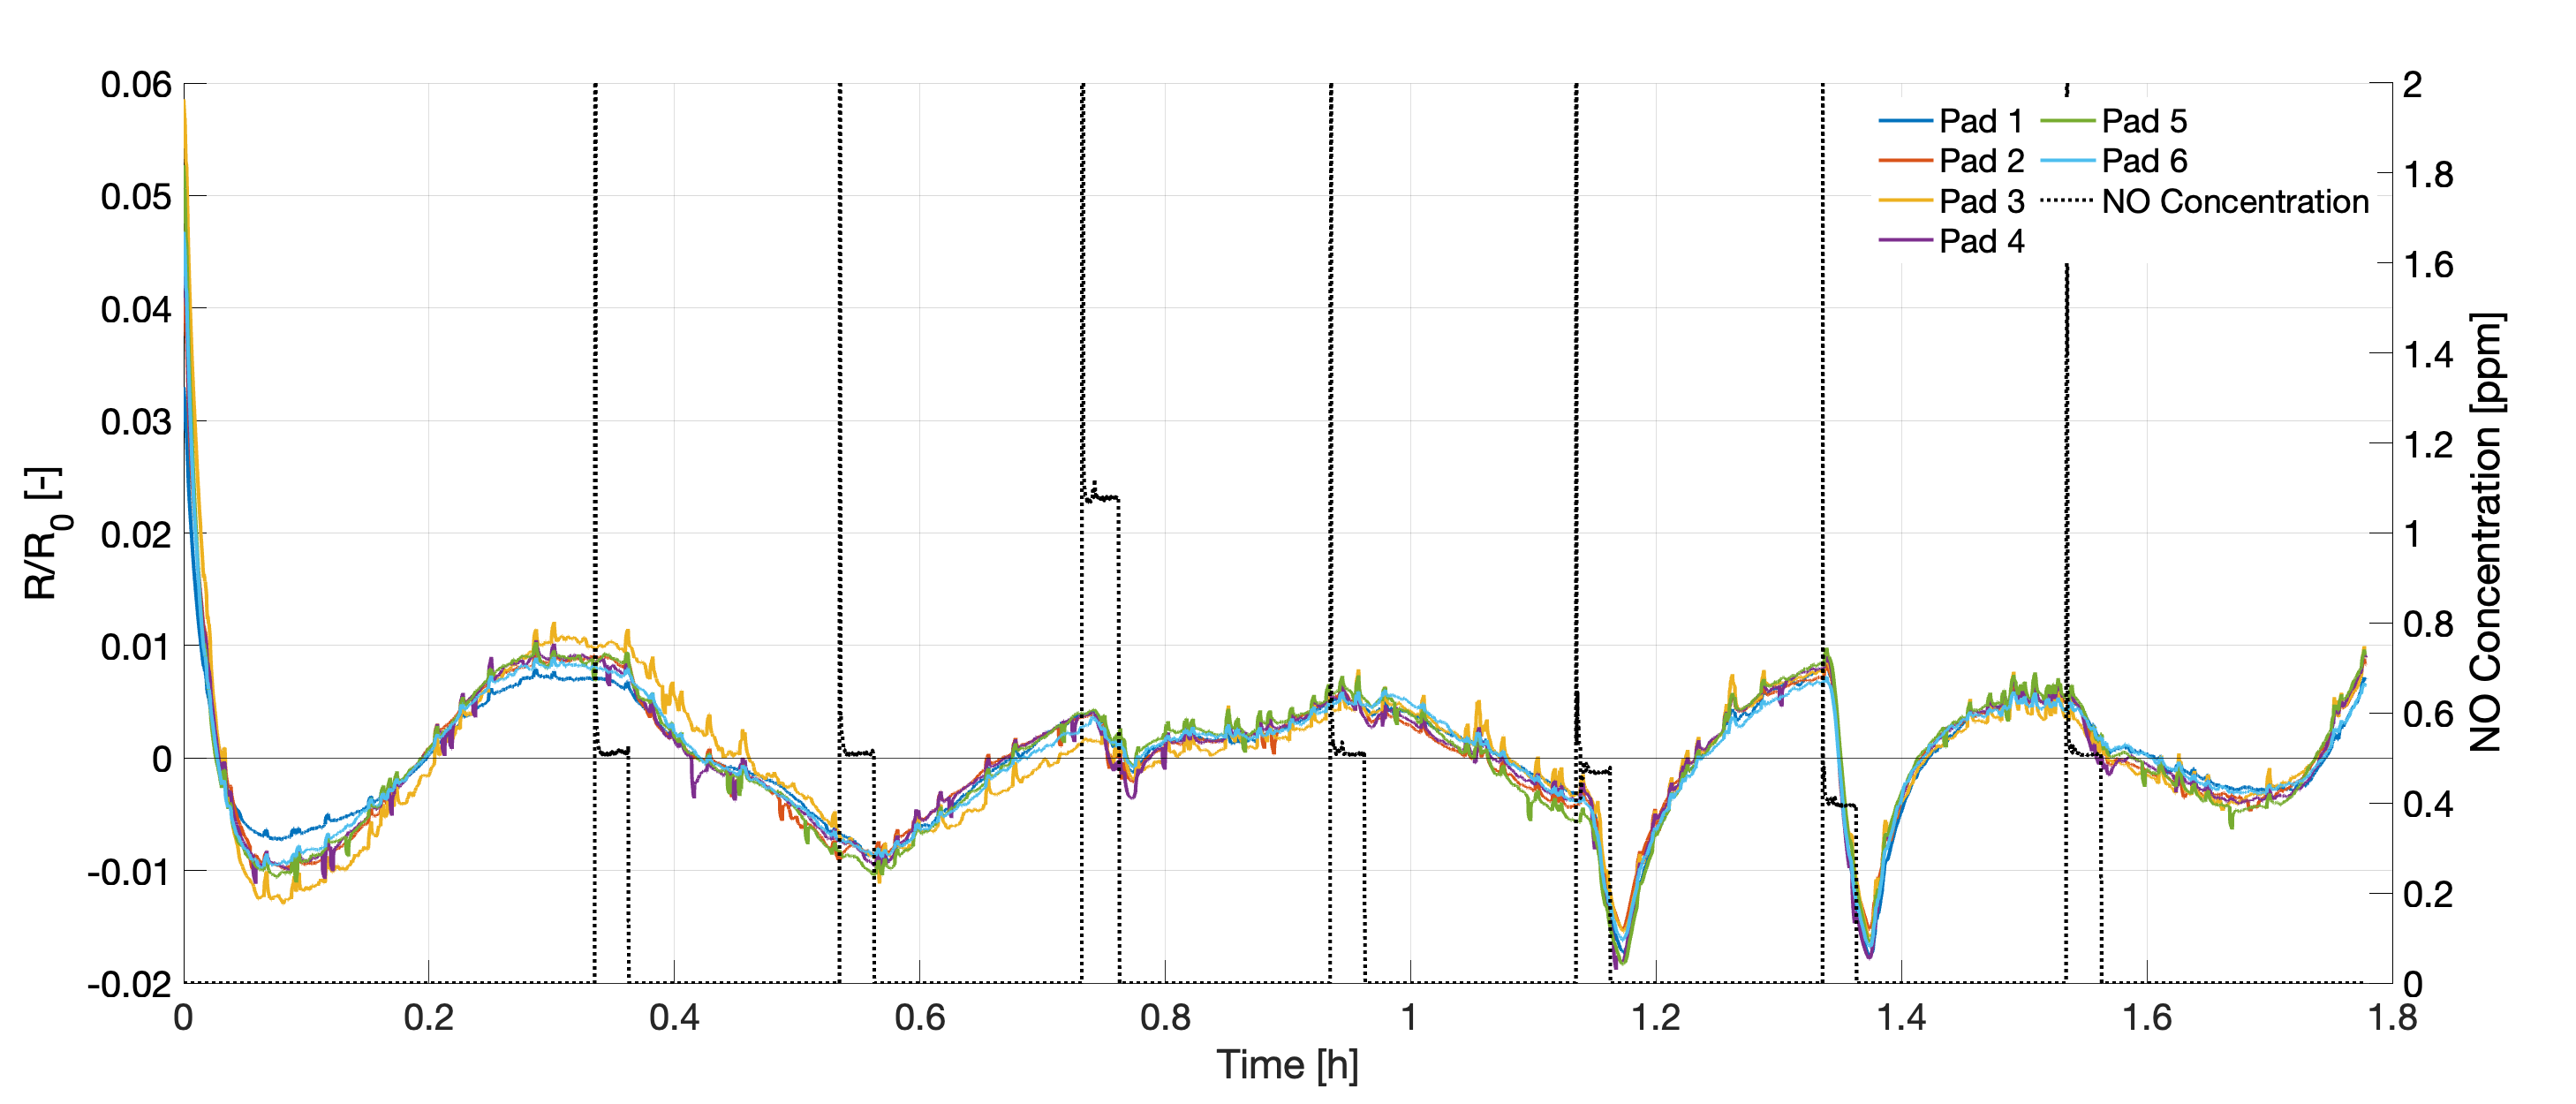 0.06
0.05
0.04
0.03
0.02
0.01
0
-0.01
-0.02
R/R0 [-]
2
1.8
1.6
1.4
1.2
1
0.8
0.6
0.4
0.2
0
NO Concentration [ppm]
Pad 1 Pad 5
Pad 2 Pad 6
Pad 3 NO Concentration
Pad 4
0 0.2 0.4 0.6 0.8 1 1.2 1.4 1.6 1.8
Time [h]